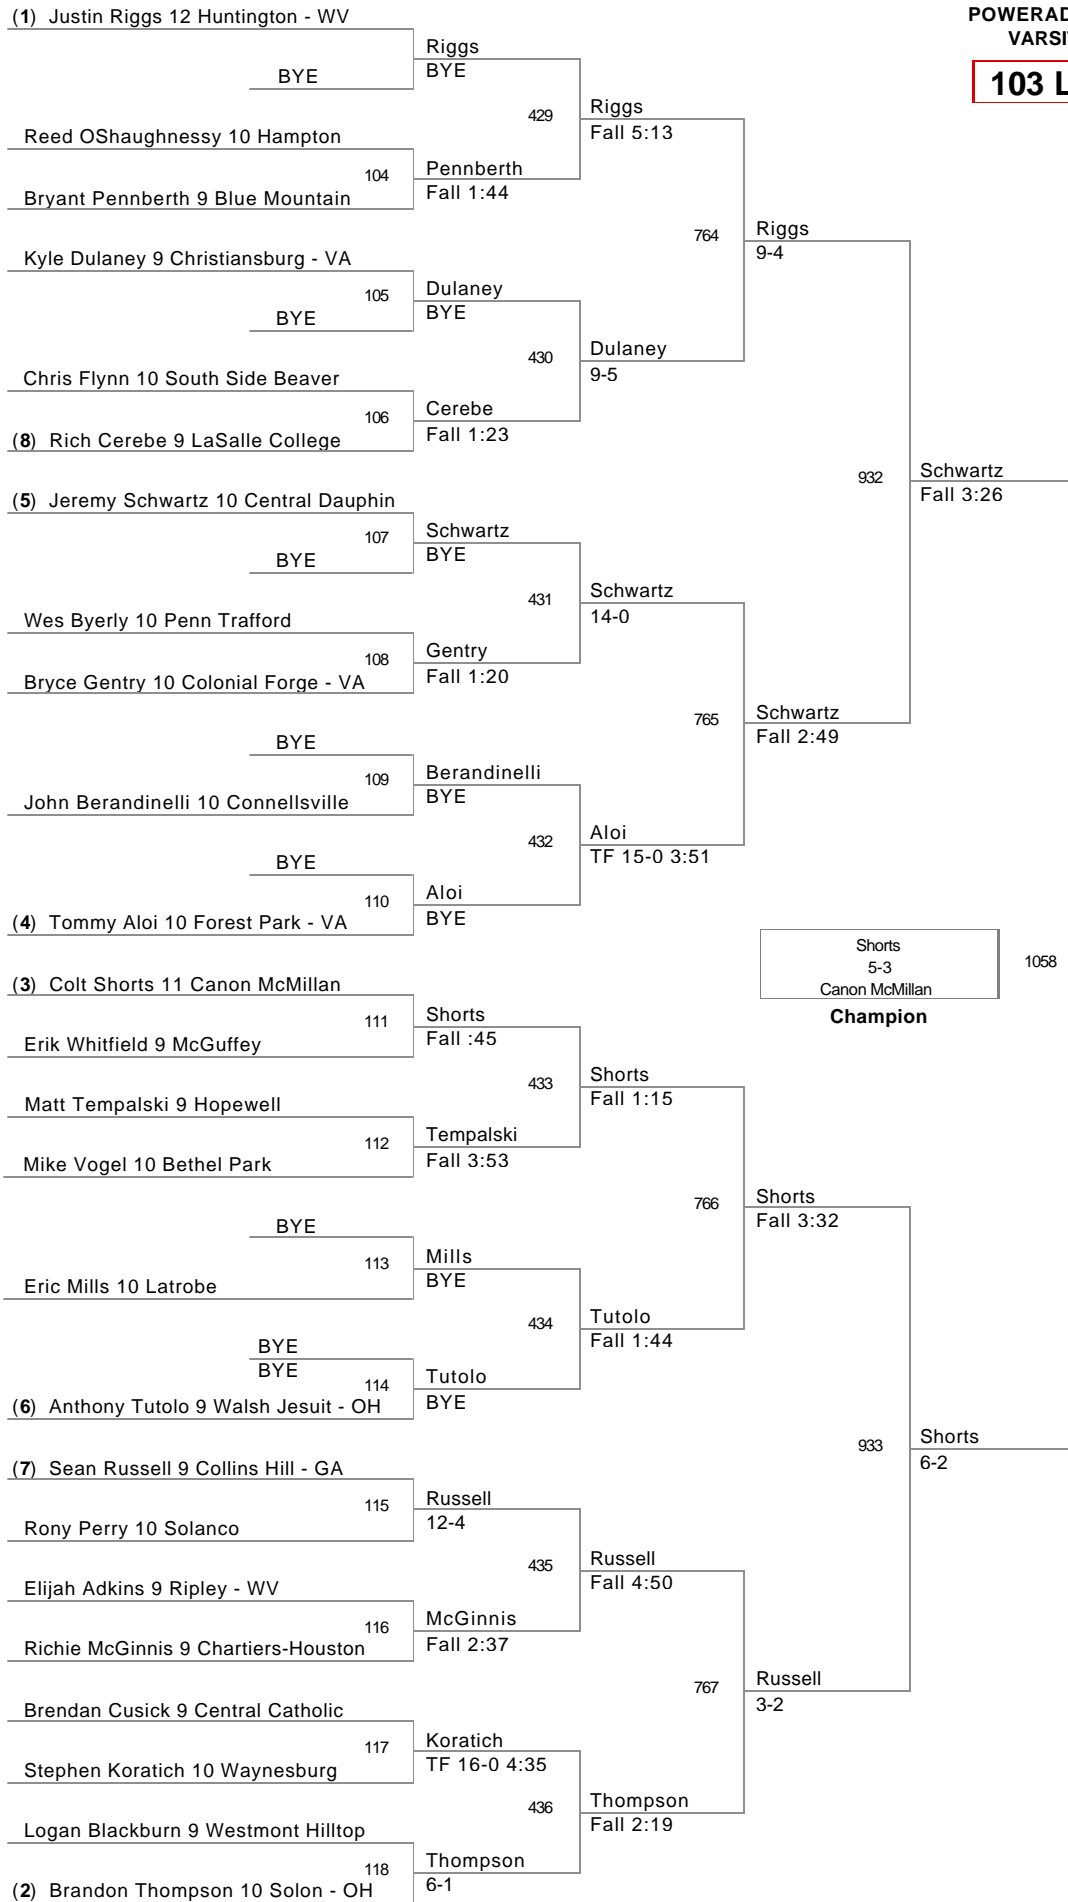 (1) Justin Riggs 12 Huntington - WV
POWERAD
VARSI
103 L
Riggs
BYE
BYE
429
Riggs
Fall 5:13
Reed OShaughnessy 10 Hampton
104
Pennberth
Fall 1:44
Bryant Pennberth 9 Blue Mountain
764
Riggs
9-4
Kyle Dulaney 9 Christiansburg - VA
105
Dulaney
BYE
BYE
430
Dulaney
9-5
Chris Flynn 10 South Side Beaver
106
Cerebe
Fall 1:23
(8) Rich Cerebe 9 LaSalle College
932
Schwartz
Fall 3:26
(5) Jeremy Schwartz 10 Central Dauphin
107
Schwartz
BYE
BYE
431
Schwartz
14-0
Wes Byerly 10 Penn Trafford
108
Gentry
Fall 1:20
Bryce Gentry 10 Colonial Forge - VA
765
Schwartz
Fall 2:49
BYE
109
Berandinelli
BYE
John Berandinelli 10 Connellsville
432
Aloi
TF 15-0 3:51
BYE
110
Aloi
BYE
(4) Tommy Aloi 10 Forest Park - VA
Shorts
5-3
Canon McMillan
1058
Champion
(3) Colt Shorts 11 Canon McMillan
111
Shorts
Fall :45
Erik Whitfield 9 McGuffey
433
Shorts
Fall 1:15
Matt Tempalski 9 Hopewell
112
Tempalski
Fall 3:53
Mike Vogel 10 Bethel Park
766
Shorts
Fall 3:32
BYE
113
Mills
BYE
Eric Mills 10 Latrobe
434
Tutolo
Fall 1:44
BYE
BYE
114
Tutolo
BYE
(6) Anthony Tutolo 9 Walsh Jesuit - OH
933
Shorts
6-2
(7) Sean Russell 9 Collins Hill - GA
115
Russell
12-4
Rony Perry 10 Solanco
435
Russell
Fall 4:50
Elijah Adkins 9 Ripley - WV
116
McGinnis
Fall 2:37
Richie McGinnis 9 Chartiers-Houston
767
Russell
3-2
Brendan Cusick 9 Central Catholic
117
Koratich
TF 16-0 4:35
Stephen Koratich 10 Waynesburg
436
Thompson
Fall 2:19
Logan Blackburn 9 Westmont Hilltop
118
Thompson
6-1
(2) Brandon Thompson 10 Solon - OH